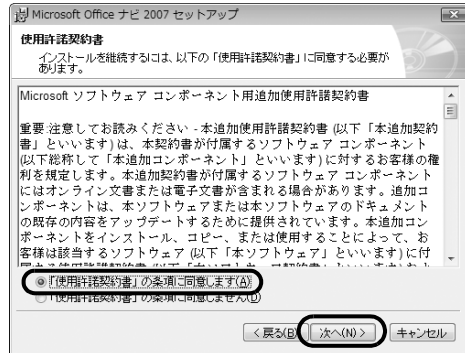 Microsoft Office ナビ 2007 セットアップ
使用許諾契約書
インストールを継続するには、以下の「使用許諾契約書」に同意する必要が
あります。
Microsoft ソフトウェア コンポーネント用追加使用許諾契約書
重要:注意してお読みください - 本追加使用許諾契約書 (以下「本追加契約
書」といいます) は、本契約書が付属するソフトウェア コンポーネント
(以下総称して「本追加コンポーネント」といいます) に対するお客様の権
利を規定します。本追加契約書が付属するソフトウェア コンポーネント
にはオンライン文書または電子文書が含まれる場合があります。追加コ
ンポーネントは、本ソフトウェアまたは本ソフトウェアのドキュメント
の既存の内容をアップデートするために提供されています。本追加コン
ポーネントをインストール、コピー、または使用することによって、お
客様は該当するソフトウェア (以下「本ソフトウェア」といいます) に付
「使用許諾契約書」の条項に同意します(A)
「使用許諾契約書」の条項に同意しません(D)
< 戻る(B)
次へ(N) >
キャンセル